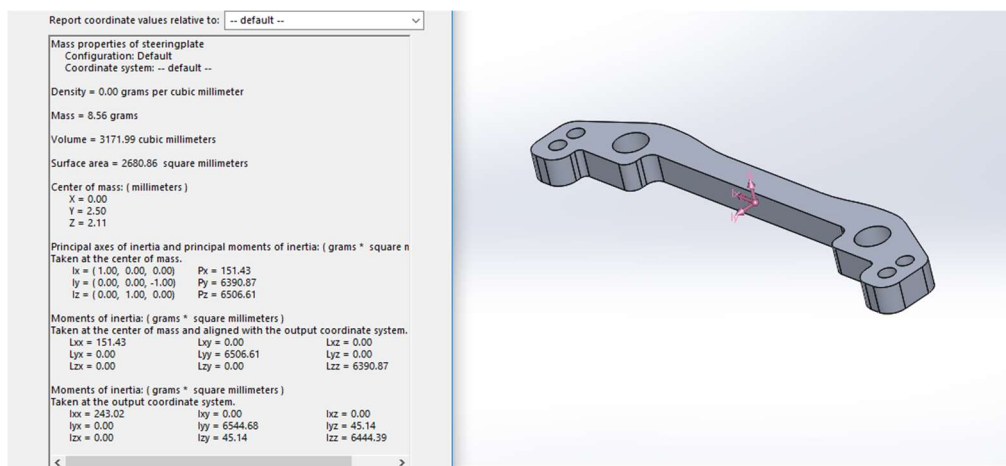 Report coordinate values relative to: -- default --
Mass properties of steeringplate
Configuration: Default
Coordinate system: -- default --
Density = 0.00 grams per cubic millimeter
Mass = 8.56 grams
Volume = 3171.99 cubic millimeters
Surface area = 2680.86 square millimeters
Center of mass: ( millimeters )
X = 0.00
Y = 2.50
Z = 2.11
Principal axes of inertia and principal moments of inertia: ( grams * square n
Taken at the center of mass.
Ix = ( 1.00, 0.00, 0.00) Px = 151.43
Iy = ( 0.00, 0.00, -1.00) Py = 6390.87
Iz = ( 0.00, 1.00, 0.00) Pz = 6506.61
Moments of inertia: ( grams * square millimeters )
Taken at the center of mass and aligned with the output coordinate system.
Lxx = 151.43 Lxy = 0.00 Lxz = 0.00
Lyx = 0.00 Lyy = 6506.61 Lyz = 0.00
Lzx = 0.00 Lzy = 0.00 Lzz = 6390.87
Moments of inertia: ( grams * square millimeters )
Taken at the output coordinate system.
Ixx = 243.02 Ixy = 0.00 Ixz = 0.00
Iyx = 0.00 Iyy = 6544.68 Iyz = 45.14
Izx = 0.00 Izy = 45.14 Izz = 6444.39